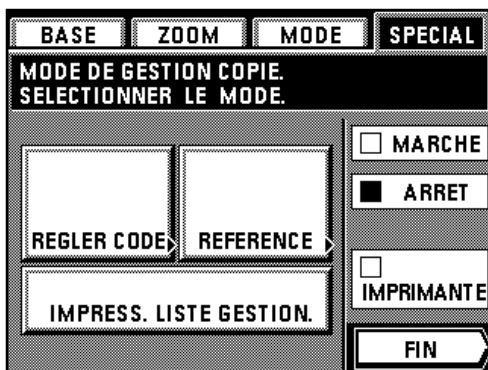 BASE ZOOM MODE SPECIAL
MODE DE GESTION COPIE.
SELECTIONNER LE MODE.
MARCHE
ARRET
REGLER CODE REFERENCE
IMPRIMANTE
IMPRESS. LISTE GESTION.
FIN